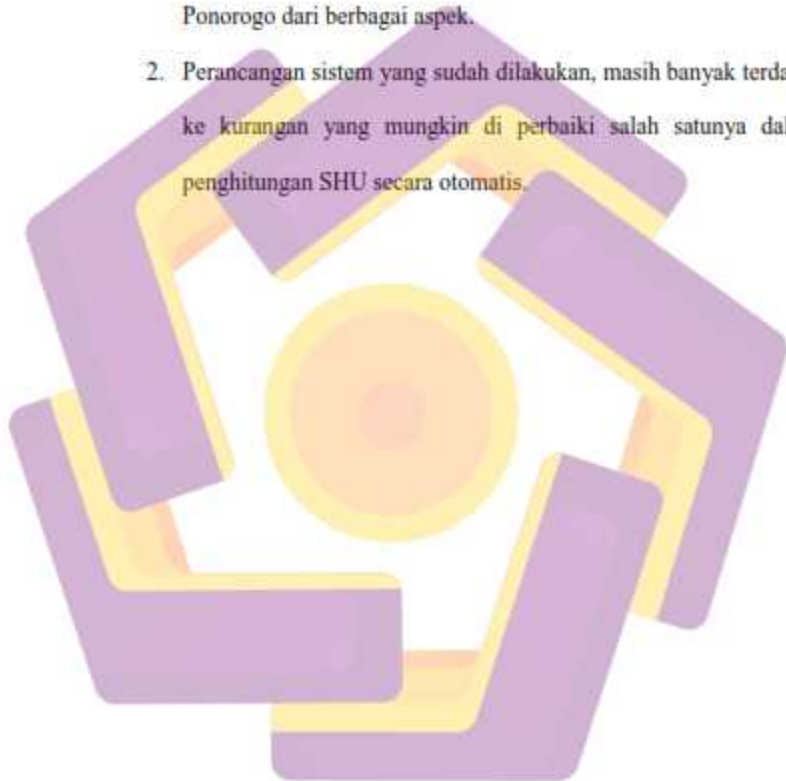 Ponorogo dari berbagai aspek.
2. Perancangan sistem yang sudah dilakukan, masih banyak
ke kurangan yang mungkin di perbaiki salah satunya
penghitungan SHU secara otomatis.